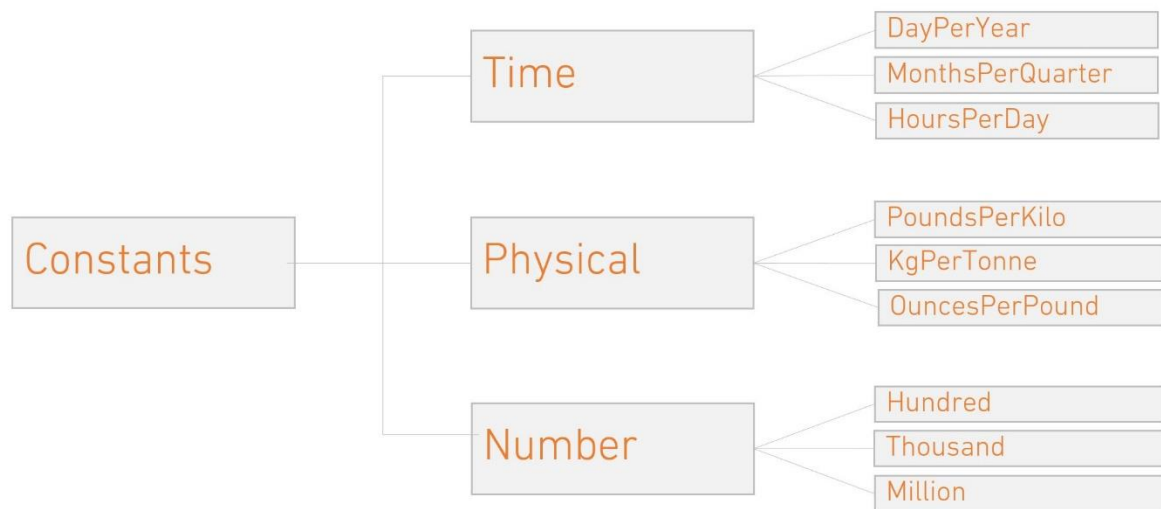 Constants
Time
DayPerYear
MonthsPerQuarter
HoursPerDay
Physical
PoundsPerKilo
KgPerTonne
OuncesPerPound
Number
Hundred
Thousand
Million